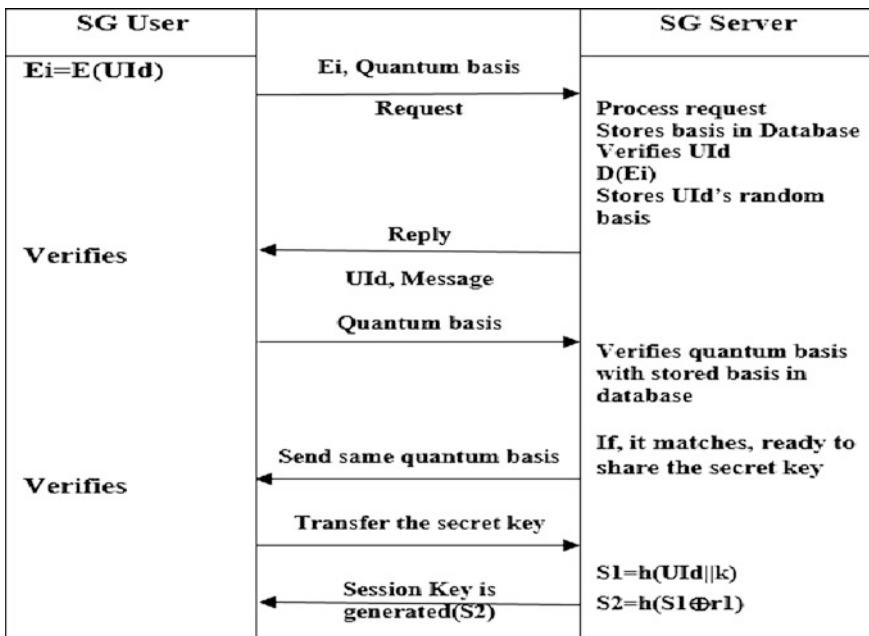 SG User
SG Server
Ei=E(UId)
Ei, Quantum basis
Request
Process request
Stores basis in Database
Verifies UId
D(Ei)
Stores UId's random
basis
Reply
Verifies
UId, Message
Quantum basis
Verifies quantum basis
with stored basis in
database
If, it matches, ready to
share the secret key
Send same quantum basis
Verifies
Transfer the secret key
S1=h(UId||k)
Session Key is
generated(S2)
S2=h(S1⊕r1)